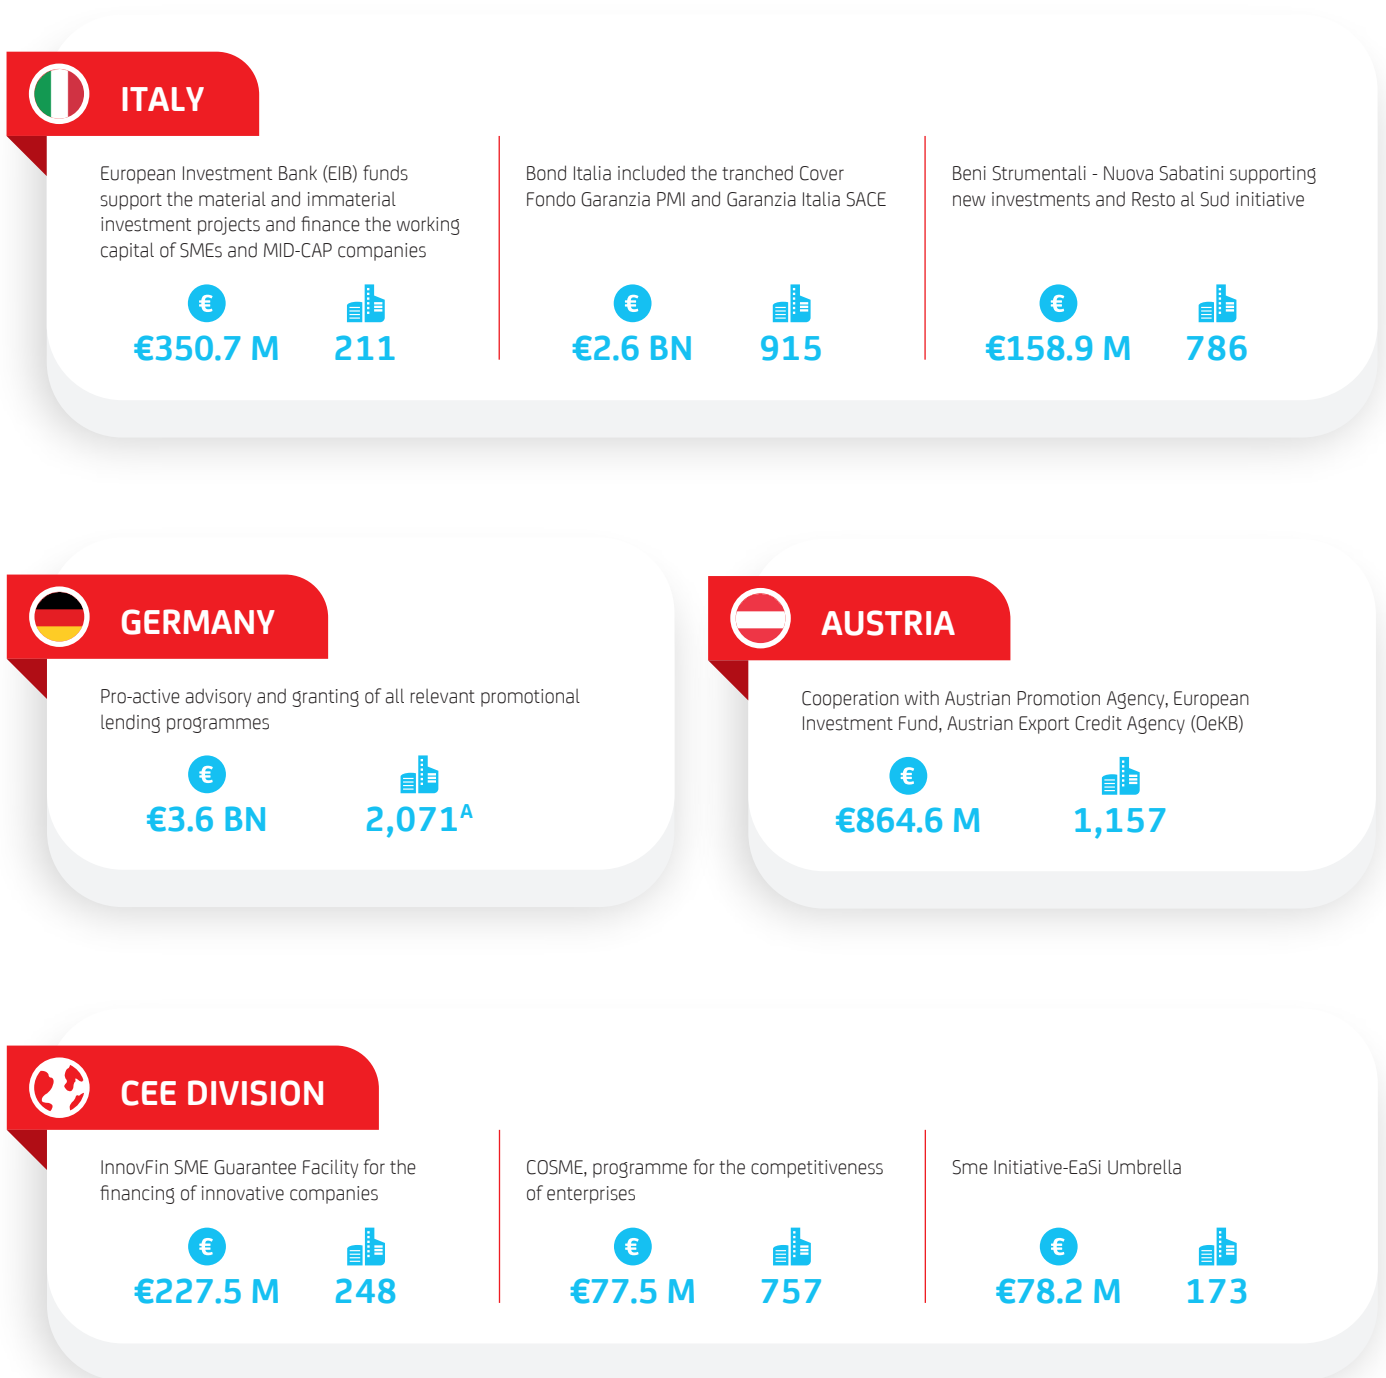 ITALY
European Investment Bank (EIB) funds
support the material and immaterial
investment projects and finance the working
capital of SMEs and MID-CAP companies
€
€350.7 M
211
Bond Italia included the tranched Cover
Fondo Garanzia PMI and Garanzia Italia SACE
€
€2.6 BN
915
Beni Strumentali - Nuova Sabatini supporting
new investments and Resto al Sud initiative
€
€158.9 M
786
GERMANY
Pro-active advisory and granting of all relevant promotional
lending programmes
€
€3.6 BN
2,071ᴬ
AUSTRIA
Cooperation with Austrian Promotion Agency, European
Investment Fund, Austrian Export Credit Agency (OeKB)
€
€864.6 M
1,157
CEE DIVISION
InnovFin SME Guarantee Facility for the
financing of innovative companies
€
€227.5 M
248
COSME, programme for the competitiveness
of enterprises
€
€77.5 M
757
Sme Initiative-EaSi Umbrella
€
€78.2 M
173